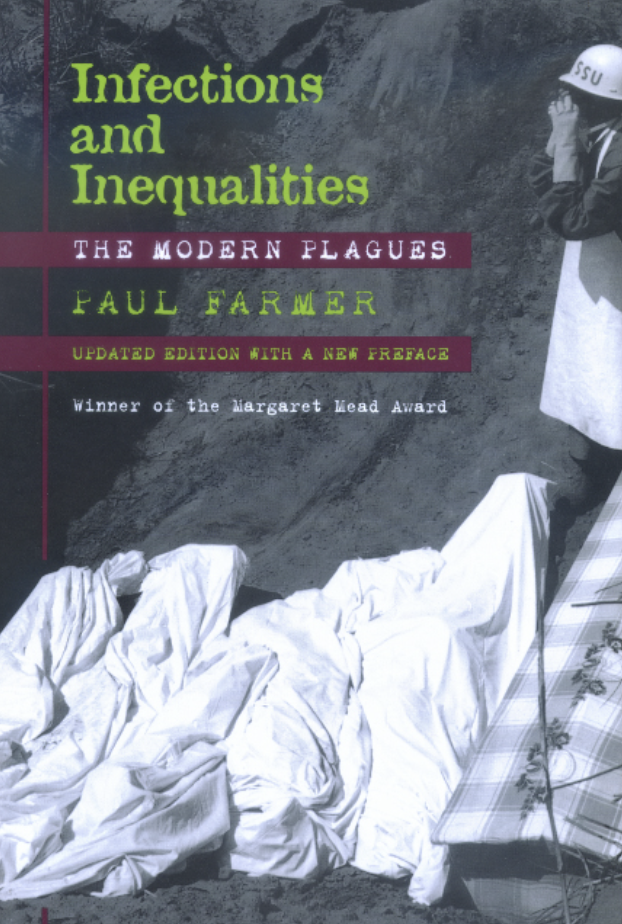 Infections
and
Inequalities
THE MODERN PLAGUES
PAUL FARMER
UPDATED EDITION WITH A NEW PREFACE
Winner of the Margaret Mead Award
SSU